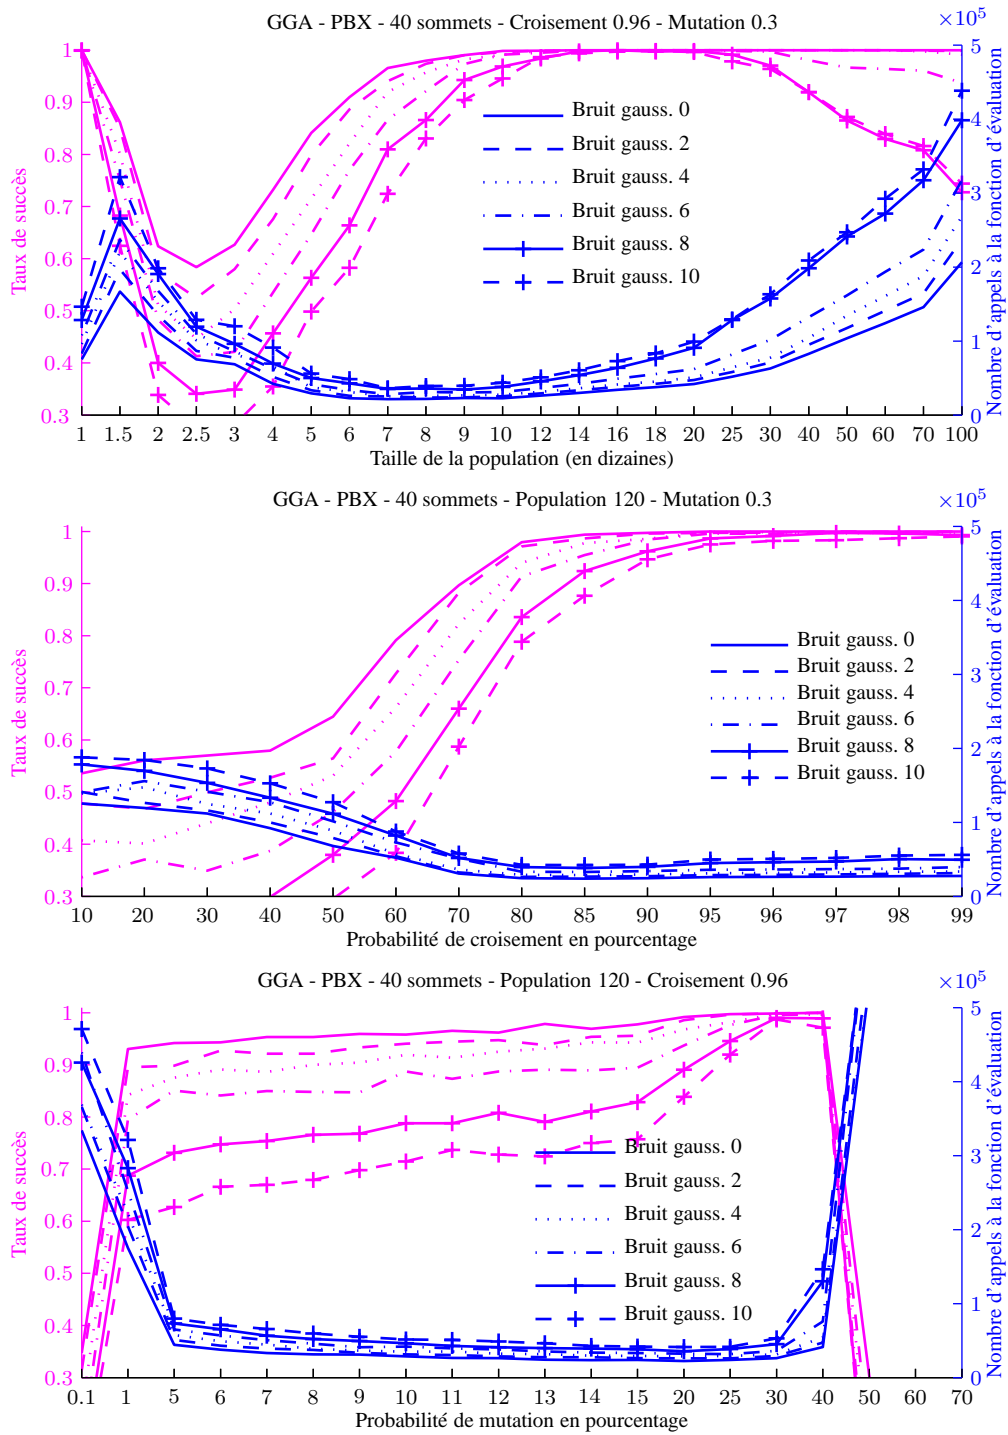 GGA - PBX - 40 sommets - Croisement 0.96 - Mutation 0.3
×10⁵
1
0.9
0.8
0.7
0.6
0.5
0.4
0.3
Taux de succès
5
4
3
2
1
0
Nombre d'appels à la fonction d'évaluation
Bruit gauss. 0
Bruit gauss. 2
Bruit gauss. 4
Bruit gauss. 6
Bruit gauss. 8
Bruit gauss. 10
1 1.5 2 2.5 3 4 5 6 7 8 9 10 12 14 16 18 20 25 30 40 50 60 70 100
Taille de la population (en dizaines)
GGA - PBX - 40 sommets - Population 120 - Mutation 0.3
×10⁵
1
0.9
0.8
0.7
0.6
0.5
0.4
0.3
Taux de succès
5
4
3
2
1
0
Nombre d'appels à la fonction d'évaluation
Bruit gauss. 0
Bruit gauss. 2
Bruit gauss. 4
Bruit gauss. 6
Bruit gauss. 8
Bruit gauss. 10
10 20 30 40 50 60 70 80 85 90 95 96 97 98 99
Probabilité de croisement en pourcentage
GGA - PBX - 40 sommets - Population 120 - Croisement 0.96
×10⁵
1
0.9
0.8
0.7
0.6
0.5
0.4
0.3
Taux de succès
5
4
3
2
1
0
Nombre d'appels à la fonction d'évaluation
Bruit gauss. 0
Bruit gauss. 2
Bruit gauss. 4
Bruit gauss. 6
Bruit gauss. 8
Bruit gauss. 10
0.1 1 5 6 7 8 9 10 11 12 13 14 15 20 25 30 40 50 60 70
Probabilité de mutation en pourcentage